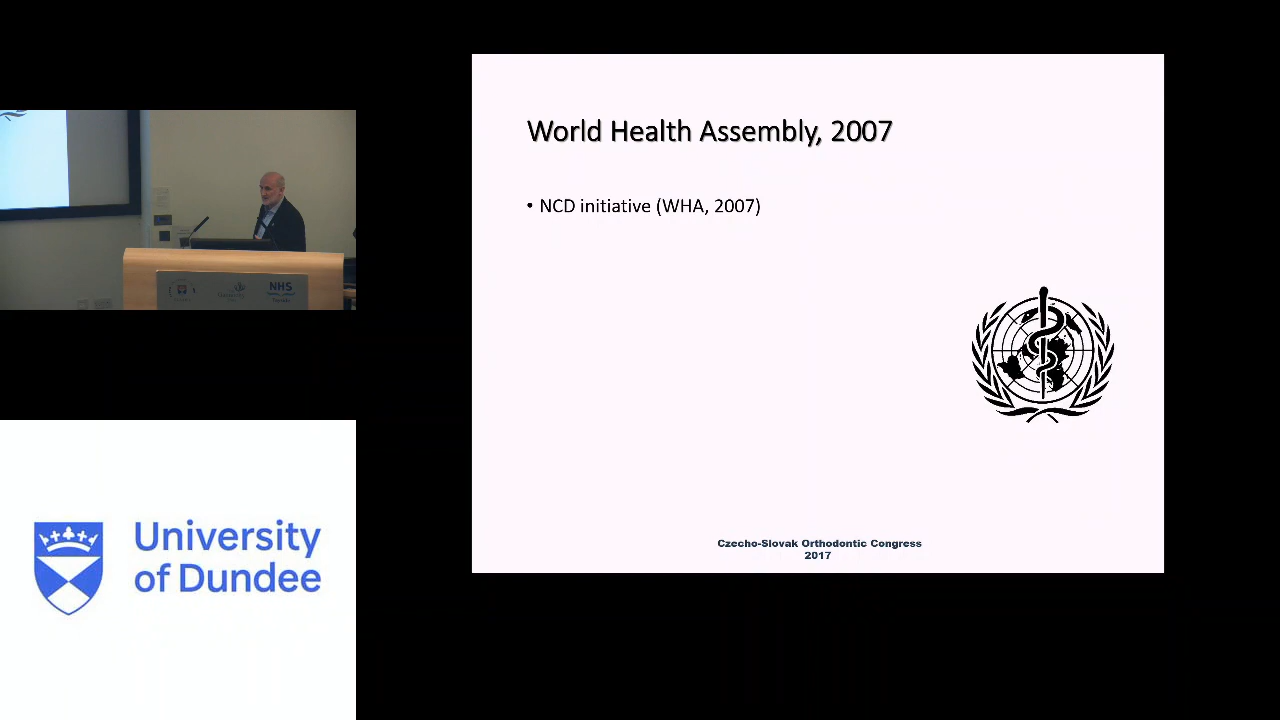 World Health Assembly, 2007
• NCD initiative (WHA, 2007)
Czecho-Slovak Orthodontic Congress
2017
NHS
University
of Dundee